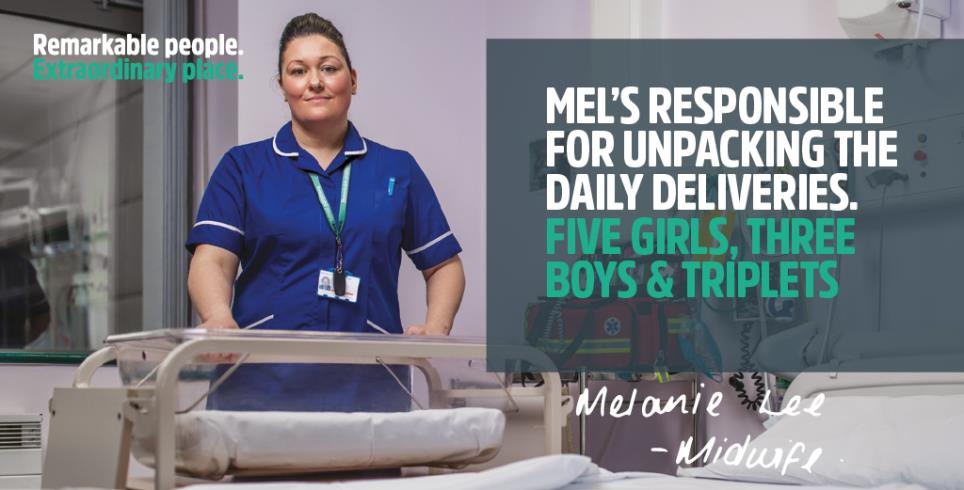 Remarkable people.
Extraordinary place.
MEL'S RESPONSIBLE
FOR UNPACKING THE
DAILY DELIVERIES.
FIVE GIRLS, THREE
BOYS & TRIPLETS
Melanie Lee
- Midwife.